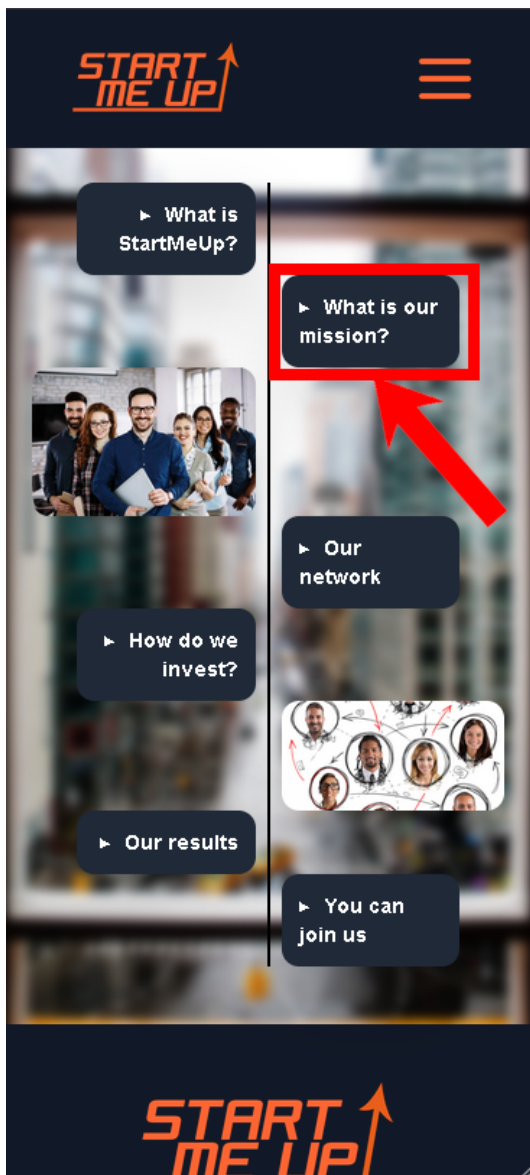 START
ME UP
► What is
StartMeUp?
► What is our
mission?
► Our
network
► How do we
invest?
► Our results
► You can
join us
START
ME UP